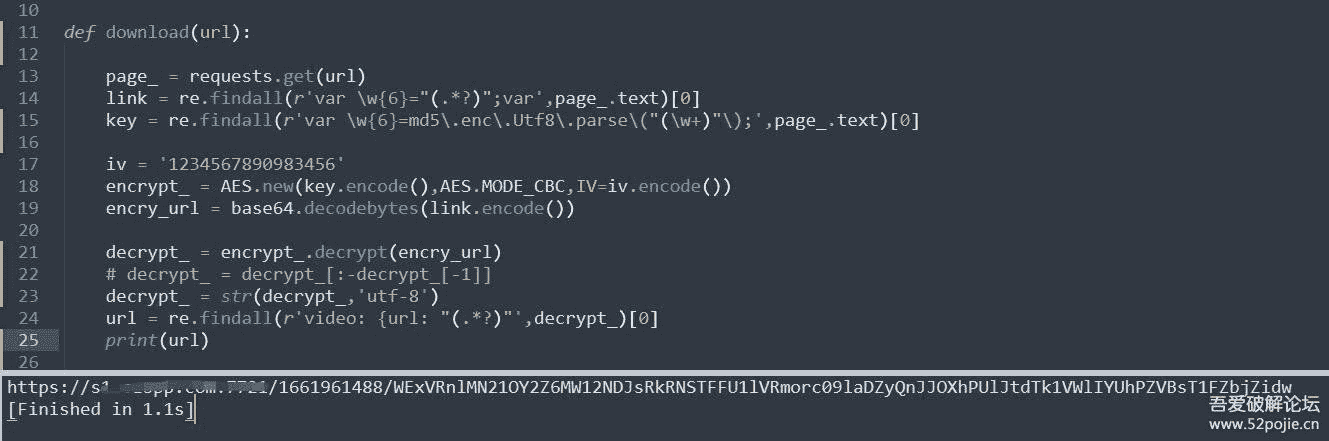 10
11 def download(url):
12
13 page_ = requests.get(url)
14 link = re.findall(r'var \w{6}="(.*?)";var',page_.text)[0]
15 key = re.findall(r'var \w{6}=md5\.enc\.Utf8\.parse\("(\w+)"\);',page_.text)[0]
16
17 iv = '1234567890983456'
18 encrypt_ = AES.new(key.encode(),AES.MODE_CBC,IV=iv.encode())
19 encry_url = base64.decodebytes(link.encode())
20
21 decrypt_ = encrypt_.decrypt(encry_url)
22 # decrypt_ = decrypt_[:-decrypt_[-1]]
23 decrypt_ = str(decrypt_,'utf-8')
24 url = re.findall(r'video: {url: "(.*?)"',decrypt_)[0]
25 print(url)
26
https://s1 /1661961488/WExVRnlMN21OY2Z6MW12NDJsRkRNSTFFU1lVRmorc09laDZyQnJJOXhPUlJtdTk1VWlIYUhPZVBsT1FZbjZidw
[Finished in 1.1s]
吾爱破解论坛
www.52pojie.cn